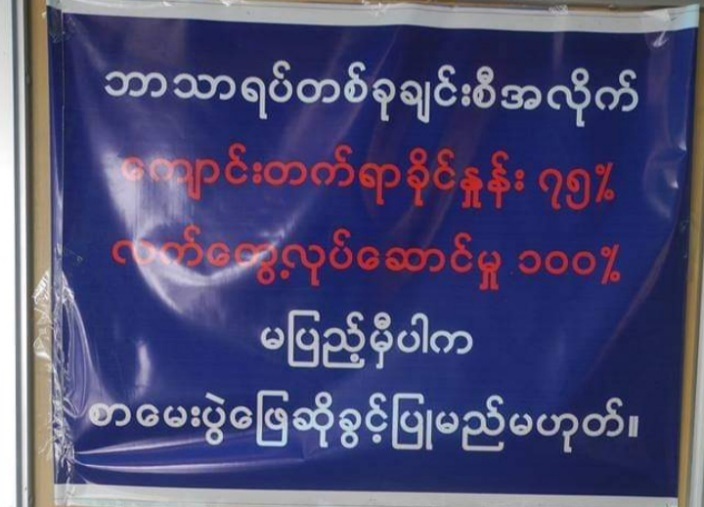 ဘာသာရပ်တစ်ခုချင်းစီအလိုက်
ကျောင်းတက်ရာခိုင်နှုန်း ၇၅%
လက်တွေ့လုပ်ဆောင်မှု ၁၀၀%
မပြည့်မှီပါက
စာမေးပွဲဖြေဆိုခွင့်ပြုမည်မဟုတ်။